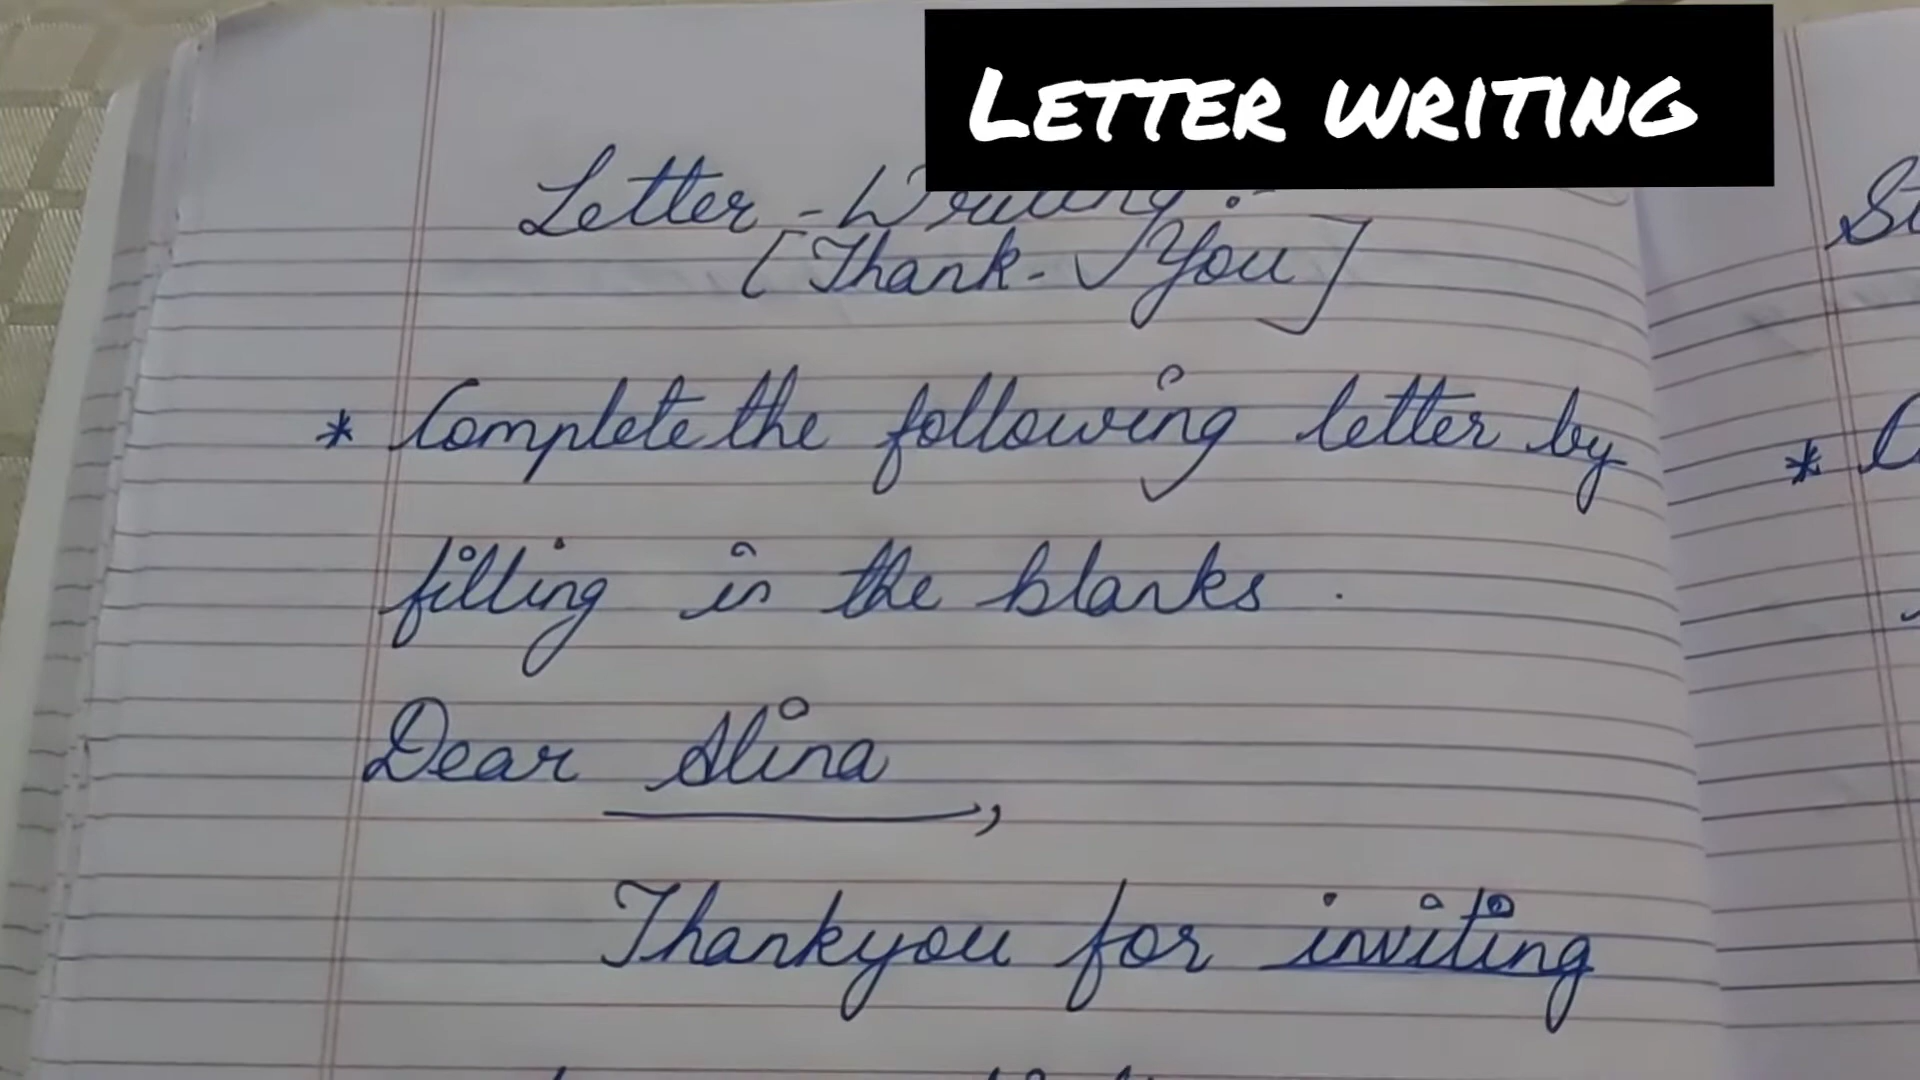 LETTER WRITING
Letter - Writing :-
[Thank - You]
* Complete the following letter by
filling in the blanks .
Dear Alina ,
Thankyou for inviting